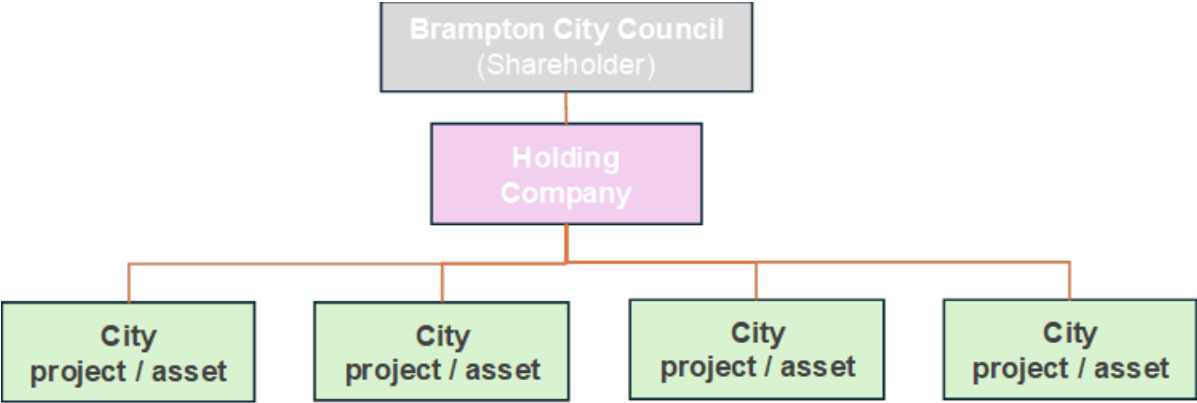 Brampton City Council
(Shareholder)
Holding
Company
City
project / asset
City
project / asset
City
project / asset
City
project / asset